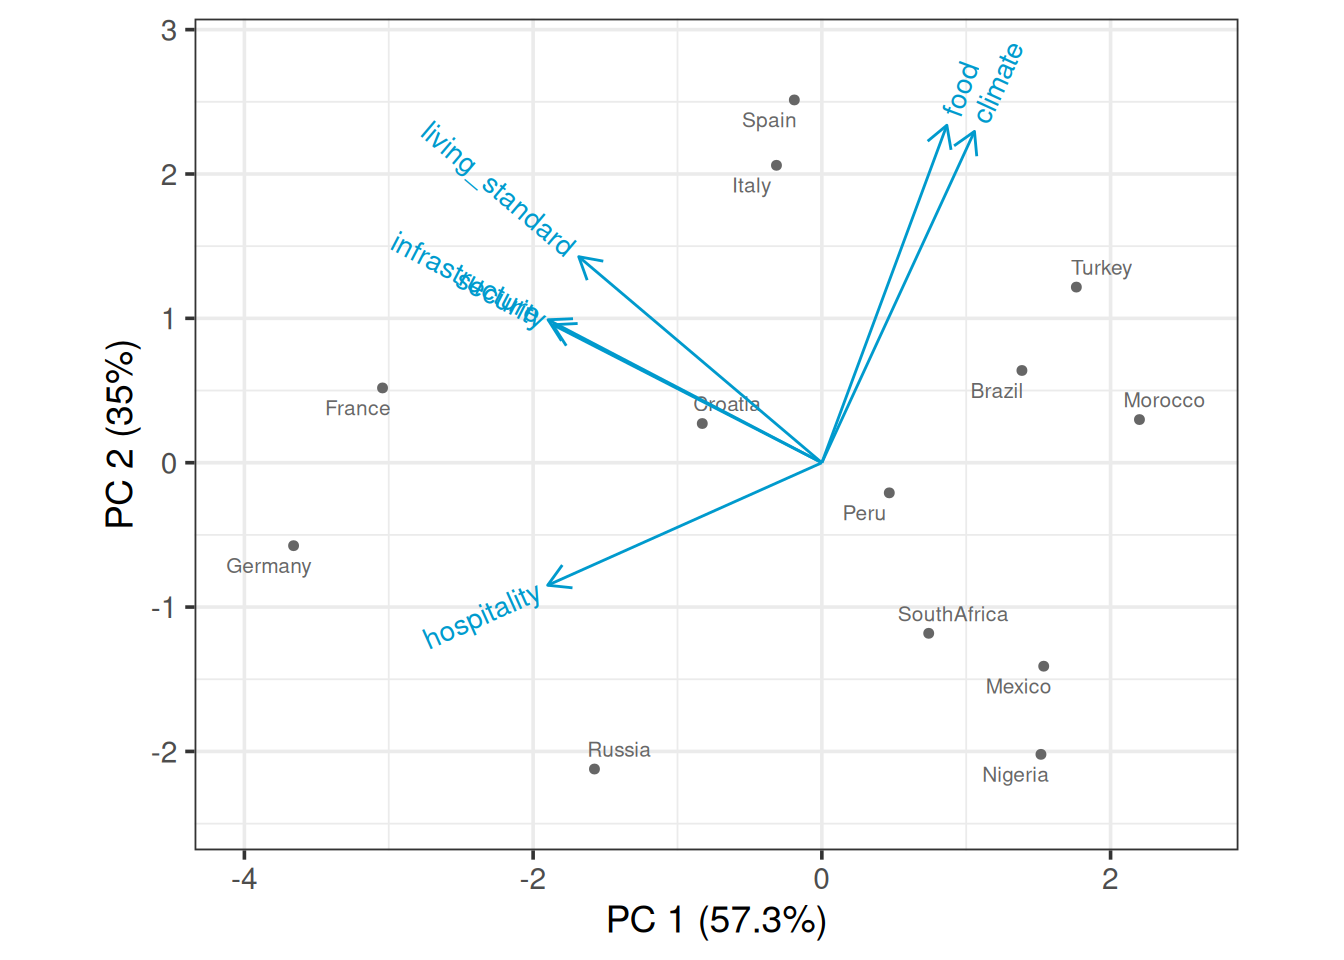 3
food
climate
Spain
living_standard
2
Italy
infrastructure
security
Turkey
1
Brazil
Morocco
France
Croatia
PC 2 (35%)
0
Peru
Germany
hospitality
-1
SouthAfrica
Mexico
Russia
-2
Nigeria
-4
-2
0
2
PC 1 (57.3%)